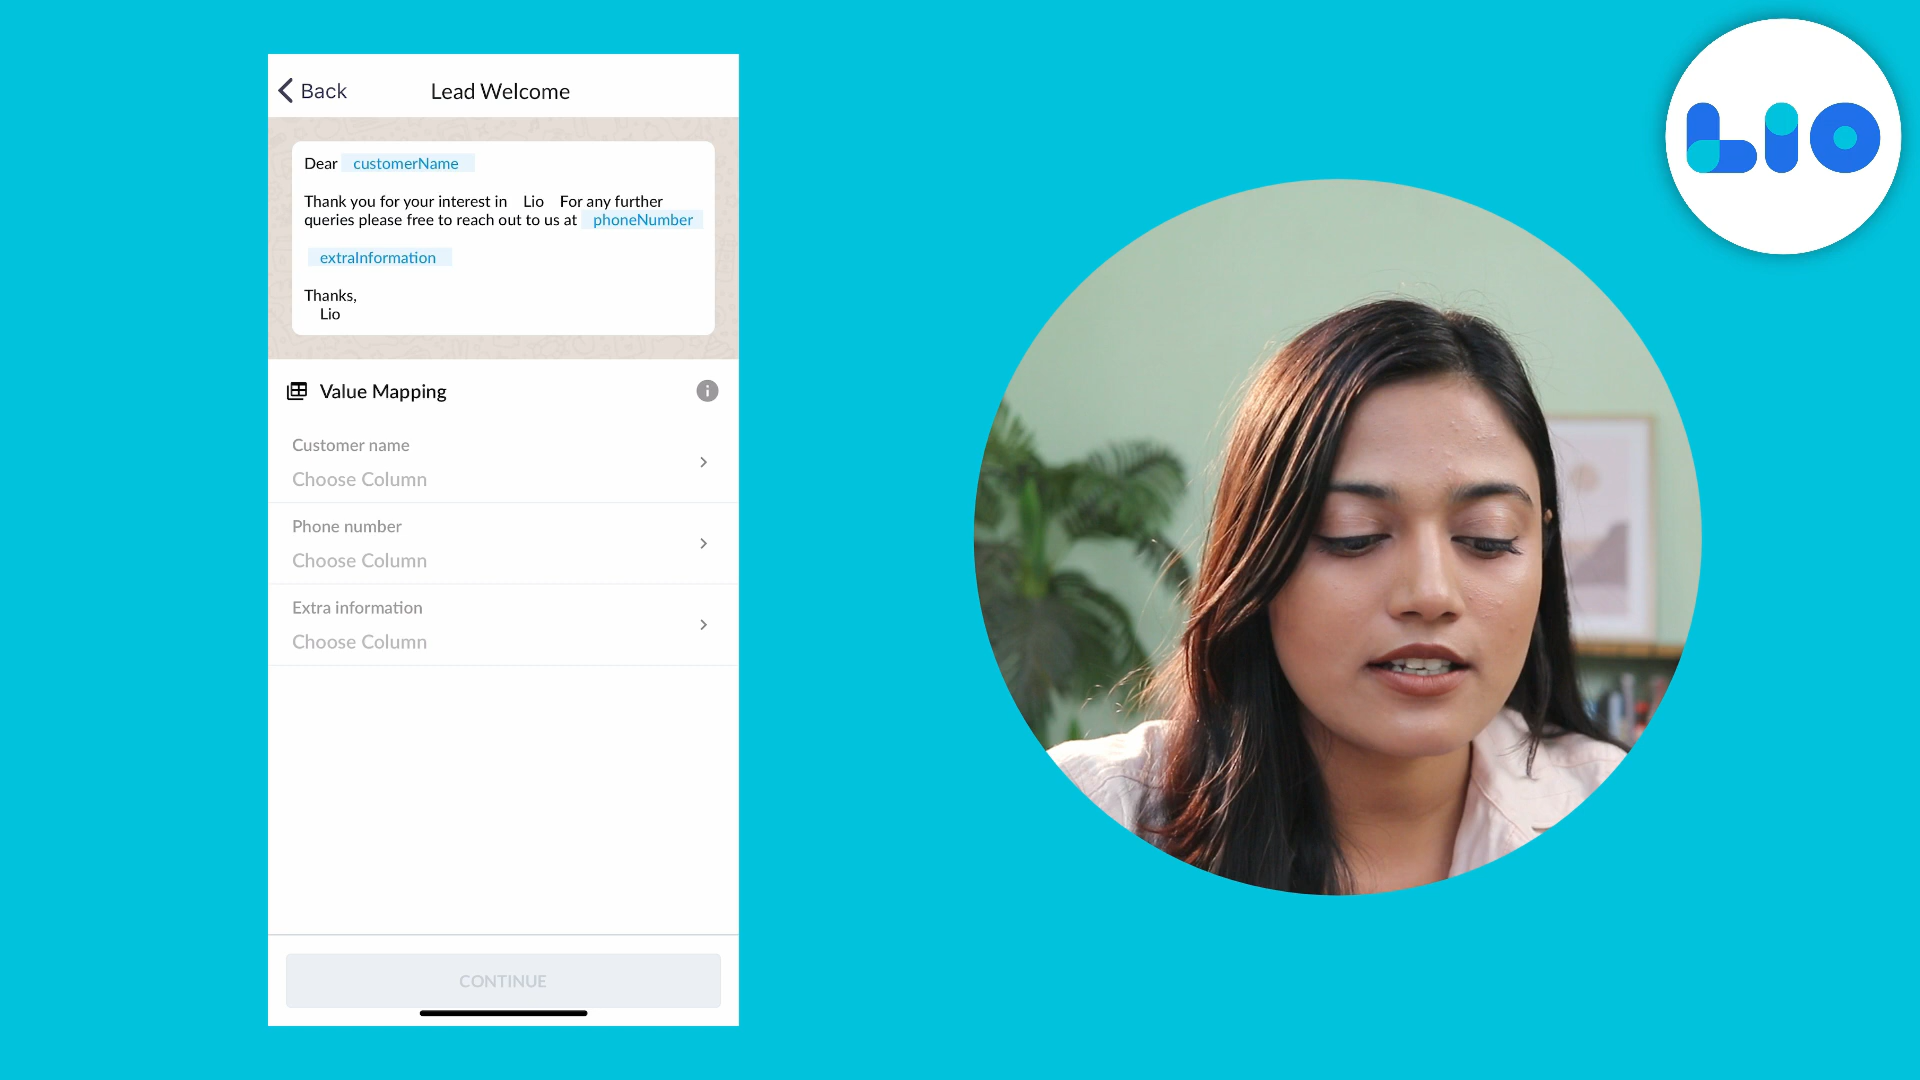 Back
Lead Welcome
Dear customerName
Thank you for your interest in Lio For any further
queries please free to reach out to us at phoneNumber
extraInformation
Thanks,
Lio
Value Mapping
Customer name
Choose Column
Phone number
Choose Column
Extra information
Choose Column
CONTINUE
LIO